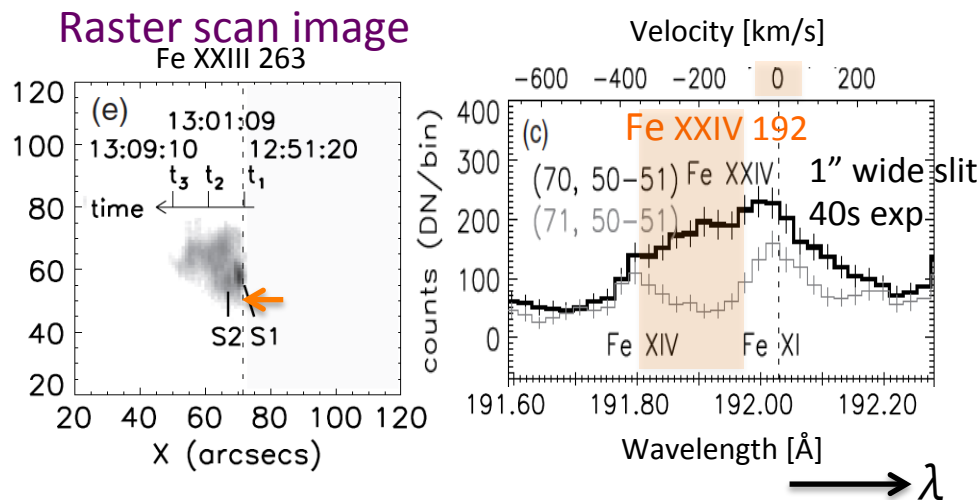 Raster scan image
Fe XXIII 263
(e)
13:01:09
13:09:10
12:51:20
t3 t2 t1
time
S2 S1
120
100
80
60
40
20
20 40 60 80 100 120
X (arcsecs)
Velocity [km/s]
-600 -400 -200 0 200
(c)
Fe XXIV 192
(70, 50-51) Fe XXIV
(71, 50-51)
1” wide slit
40s exp
Fe XIV
Fe XI
400
300
200
100
0
counts (DN/bin)
191.60 191.80 192.00 192.20
Wavelength [Å]
λ